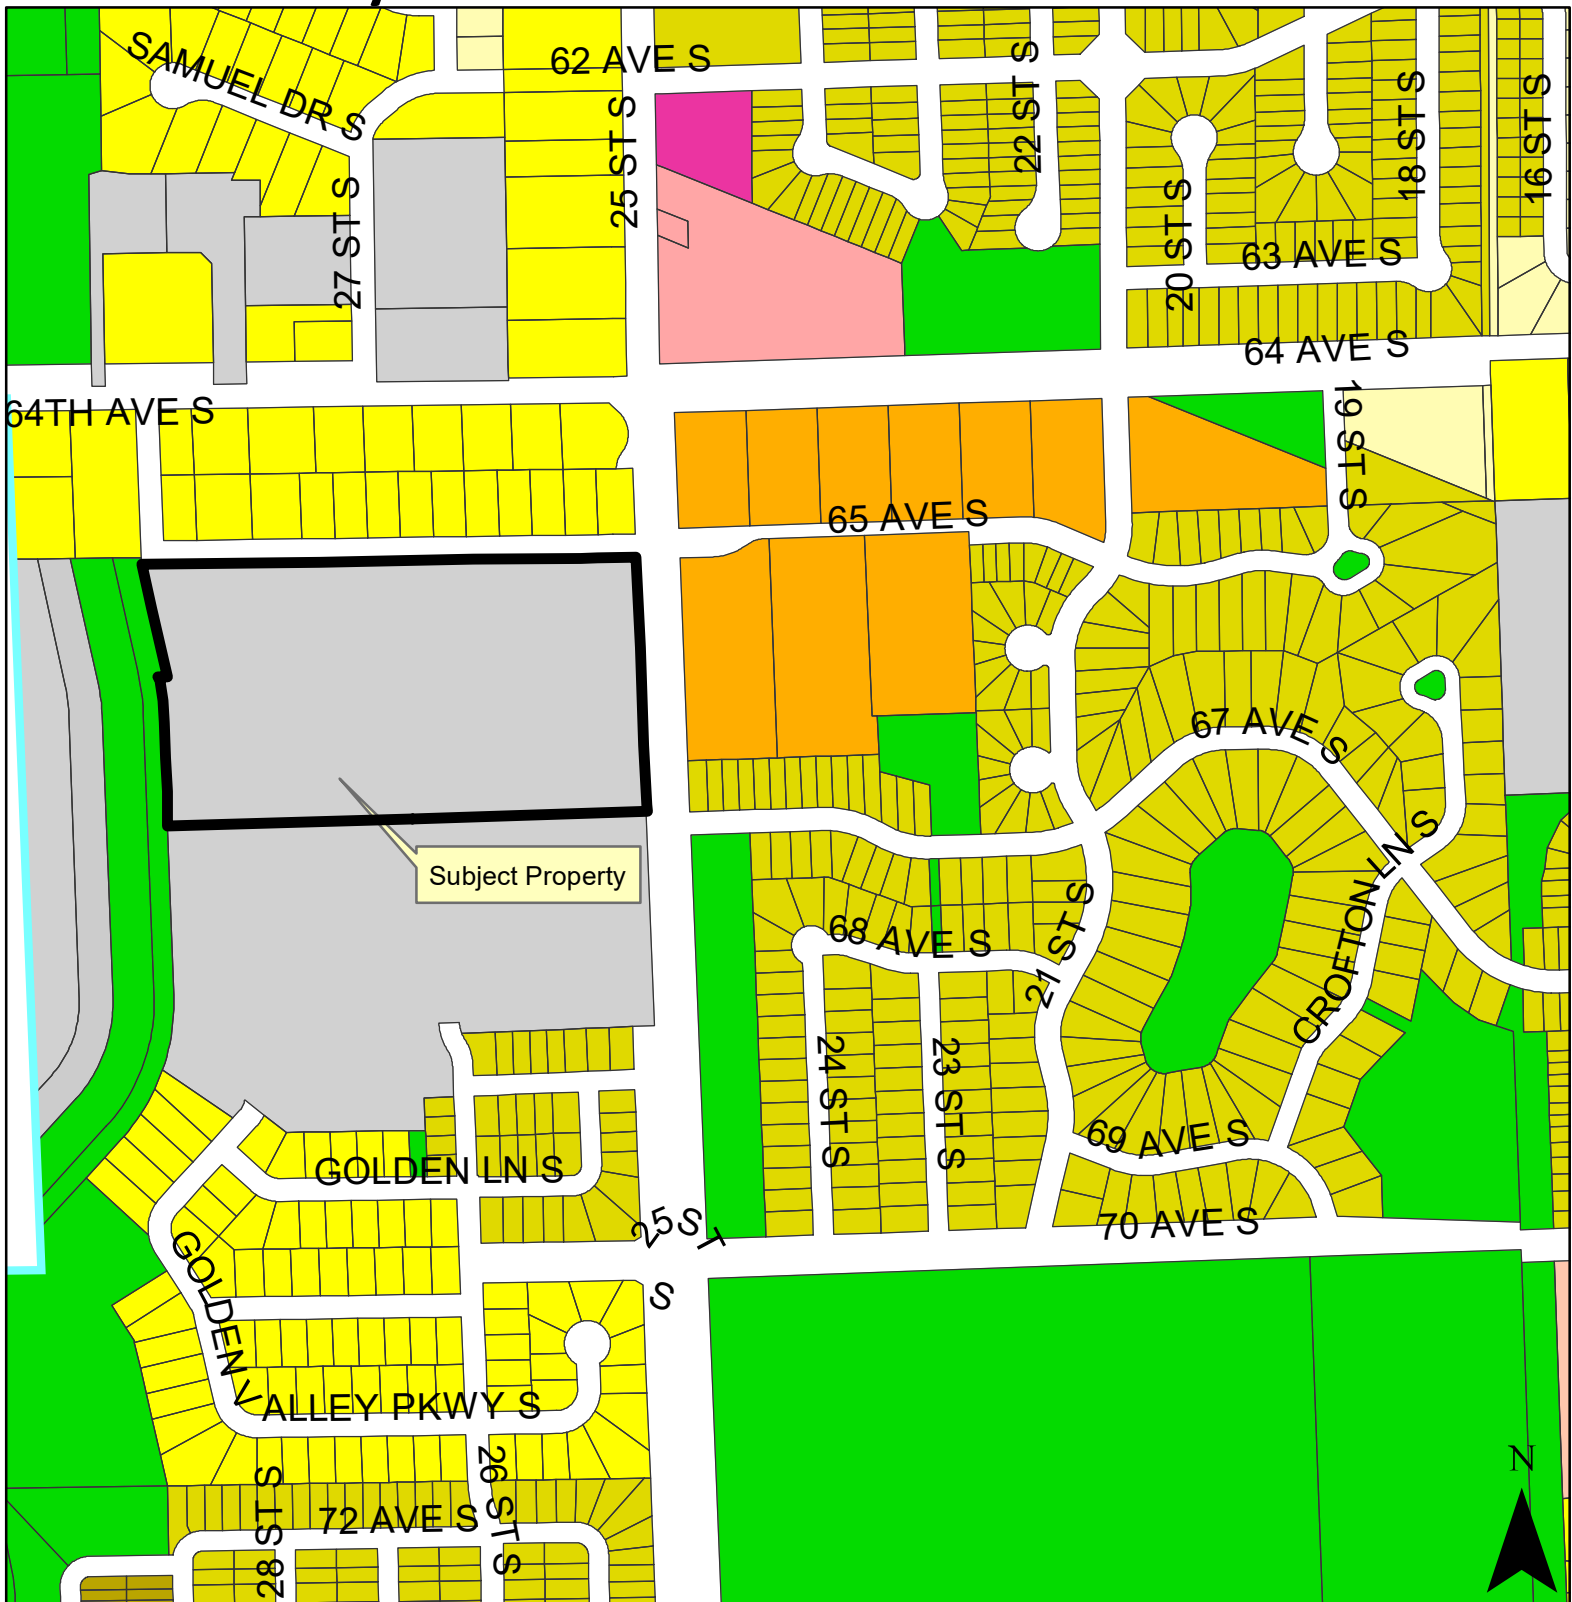 62 AVE S
SAMUEL DR S
25 ST S
22 ST S
18 ST S
16 ST S
27 ST S
20 ST S
63 AVE S
64 AVE S
64TH AVE S
19 ST S
65 AVE S
67 AVE S
CROFTON LN S
Subject Property
68 AVE S
21 ST S
24 ST S
23 ST S
69 AVE S
GOLDEN LN S
25 ST S
70 AVE S
GOLDEN VALLEY PKWY S
26 ST S
28 ST S
72 AVE S
N